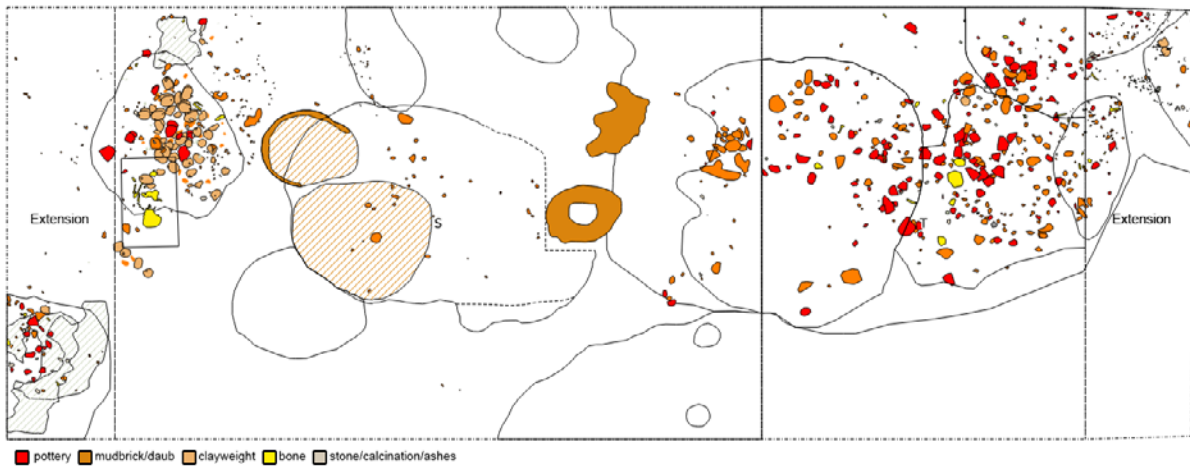 Extension
S
T
Extension
pottery mudbrick/daub clayweight bone stone/calcination/ashes